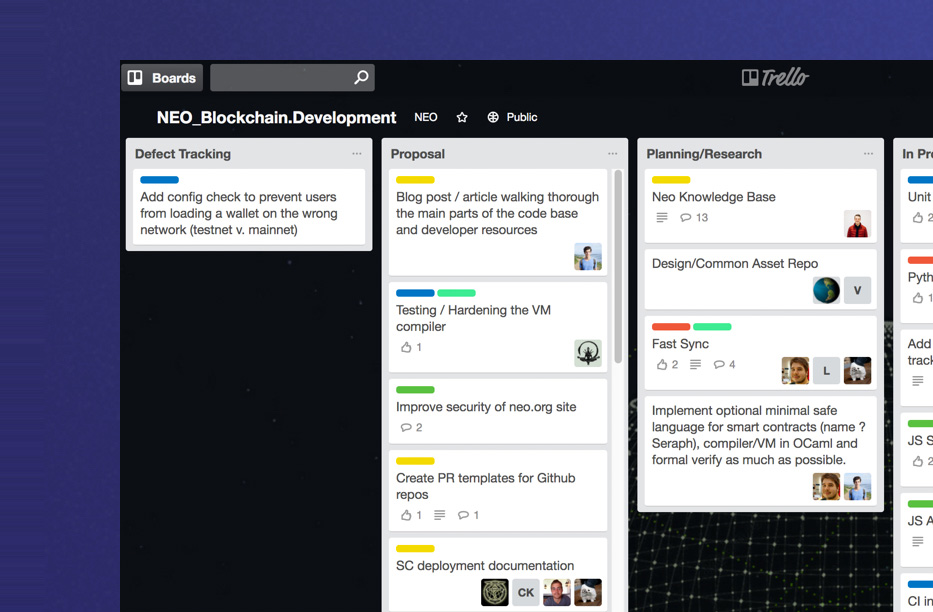 Boards
Trello
NEO_Blockchain.Development NEO Public
Defect Tracking
Add config check to prevent users
from loading a wallet on the wrong
network (testnet v. mainnet)
Proposal
Blog post / article walking thorough
the main parts of the code base
and developer resources
Testing / Hardening the VM
compiler
1
Improve security of neo.org site
2
Create PR templates for Github
repos
1 1
SC deployment documentation
CK
Planning/Research
Neo Knowledge Base
13
Design/Common Asset Repo
V
Fast Sync
2 4
L
Implement optional minimal safe
language for smart contracts (name ?
Seraph), compiler/VM in OCaml and
formal verify as much as possible.
In Pro
Unit
2
Pyth
1
Add
track
JS S
2
JS A
CI in